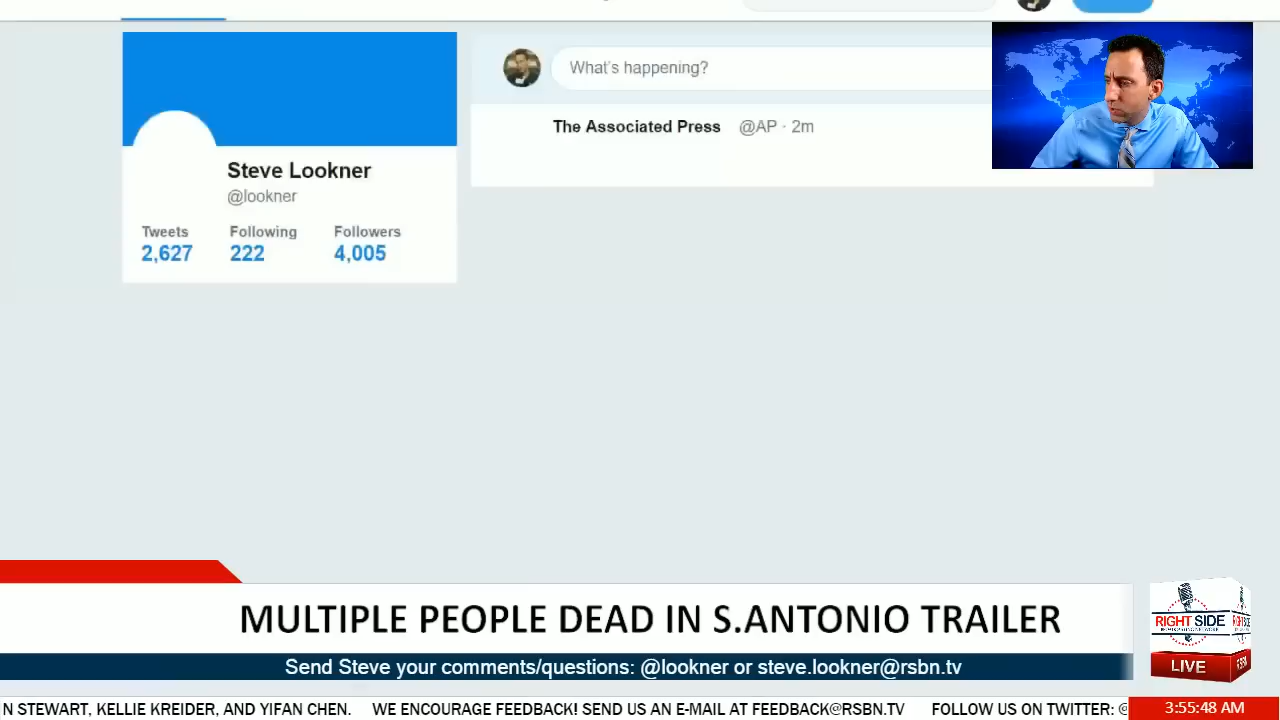 What's happening?
The Associated Press @AP · 2m
Steve Lookner
@lookner
Tweets Following Followers
2,627 222 4,005
MULTIPLE PEOPLE DEAD IN S.ANTONIO TRAILER
Send Steve your comments/questions: @lookner or steve.lookner@rsbn.tv
RIGHT SIDE
LIVE
N STEWART, KELLIE KREIDER, AND YIFAN CHEN. WE ENCOURAGE FEEDBACK! SEND US AN E-MAIL AT FEEDBACK@RSBN.TV FOLLOW US ON TWITTER: @
3:55:48 AM